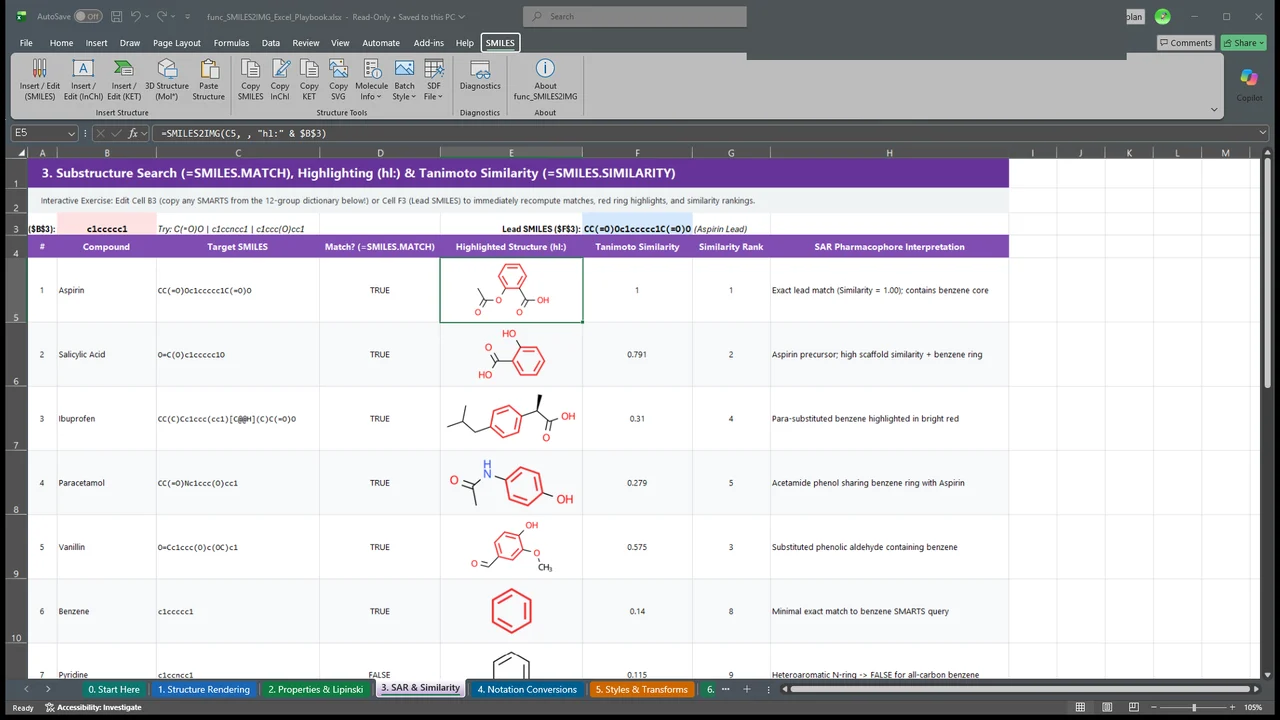 AutoSave Off func_SMILES2IMG_Excel_Playbook.xlsx - Read-Only • Saved to this PC Search
File Home Insert Draw Page Layout Formulas Data Review View Automate Add-ins Help SMILES Comments Share
Insert / Edit (SMILES) Insert / Edit (InChI) Insert / Edit (KET) 3D Structure (Mol*) Paste Structure Copy SMILES Copy InChI Copy KET Copy SVG Molecule Info Batch Style SDF File Diagnostics About func_SMILES2IMG Copilot
Insert Structure Structure Tools Diagnostics About
E5 fx =SMILES2IMG(C5, , "hl:" & $B$3)
A B C D E F G H I J K L M
1 3. Substructure Search (=SMILES.MATCH), Highlighting (hl:) & Tanimoto Similarity (=SMILES.SIMILARITY)
2 Interactive Exercise: Edit Cell B3 (copy any SMARTS from the 12-group dictionary below!) or Cell F3 (Lead SMILES) to immediately recompute matches, red ring highlights, and similarity rankings.
3 ($B$3): c1ccccc1 Try: C(=O)O | c1ccncc1 | c1ccc(O)cc1 Lead SMILES ($F$3): CC(=O)Oc1ccccc1C(=O)O (Aspirin Lead)
4 # Compound Target SMILES Match? (=SMILES.MATCH) Highlighted Structure (hl:) Tanimoto Similarity Similarity Rank SAR Pharmacophore Interpretation
5 1 Aspirin CC(=O)Oc1ccccc1C(=O)O TRUE O O O OH 1 1 Exact lead match (Similarity = 1.00); contains benzene core
6 2 Salicylic Acid O=C(O)c1ccccc1O TRUE HO O HO 0.791 2 Aspirin precursor; high scaffold similarity + benzene ring
7 3 Ibuprofen CC(C)Cc1ccc(cc1)[C@@H](C)C(=O)O TRUE OH O 0.31 4 Para-substituted benzene highlighted in bright red
8 4 Paracetamol CC(=O)Nc1ccc(O)cc1 TRUE O H N OH 0.279 5 Acetamide phenol sharing benzene ring with Aspirin
9 5 Vanillin O=Cc1ccc(O)c(OC)c1 TRUE OH O O CH₃ 0.575 3 Substituted phenolic aldehyde containing benzene
10 6 Benzene c1ccccc1 TRUE 0.14 8 Minimal exact match to benzene SMARTS query
7 Pyridine c1ccncc1 FALSE 0.115 9 Heteroaromatic N-ring -> FALSE for all-carbon benzene
0. Start Here 1. Structure Rendering 2. Properties & Lipinski 3. SAR & Similarity 4. Notation Conversions 5. Styles & Transforms 6.
Ready Accessibility: Investigate 105%